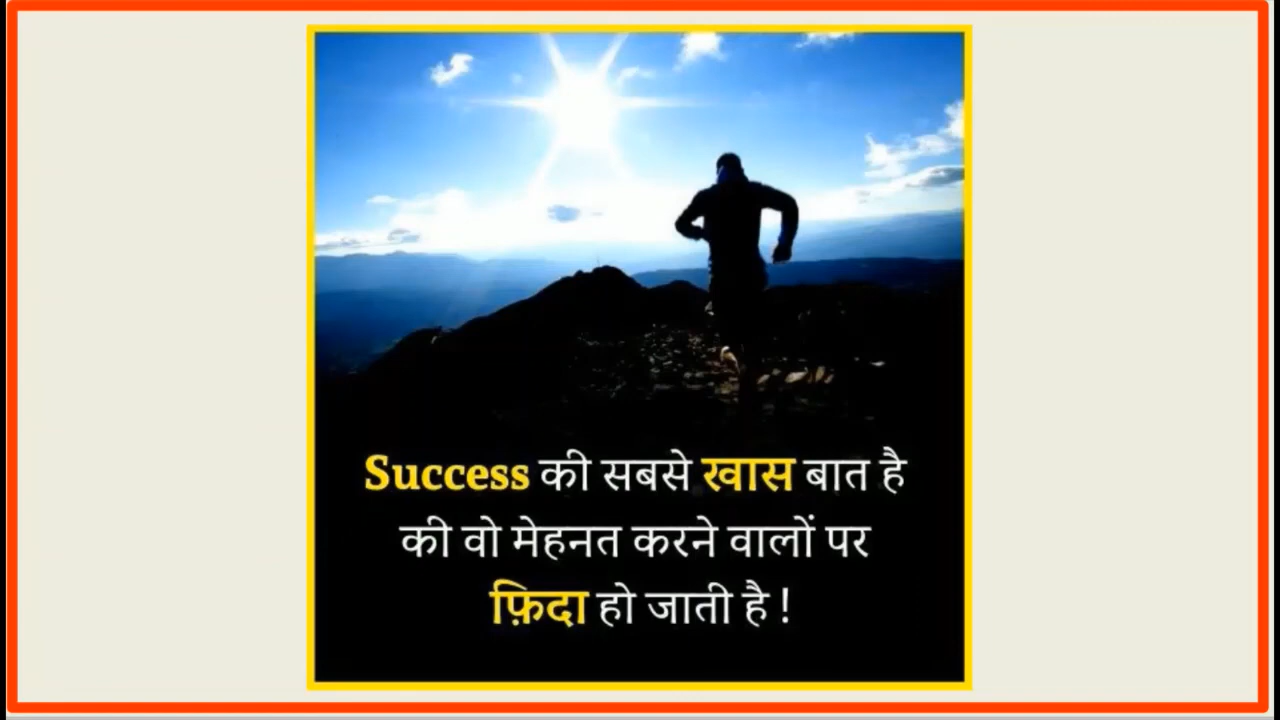 Success की सबसे खास बात है
की वो मेहनत करने वालों पर
फ़िदा हो जाती है !